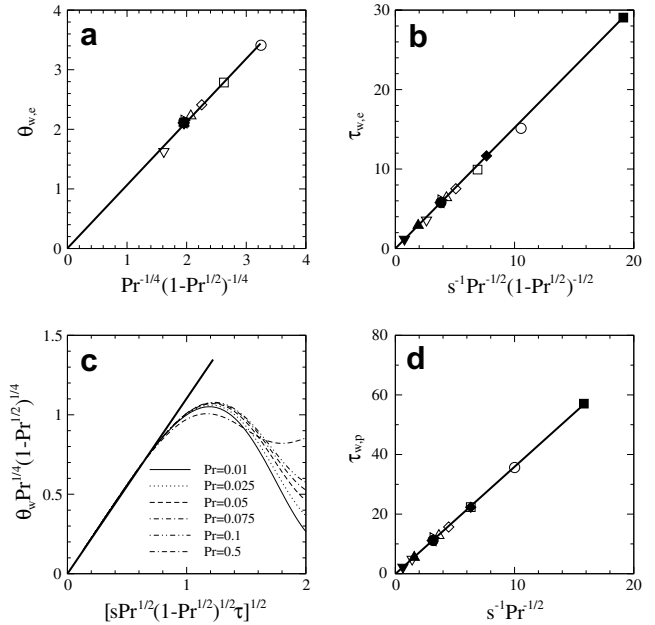 a
θw,e
4
3
2
1
0
0 1 2 3 4
Pr-1/4(1-Pr1/2)-1/4
b
τw,e
30
20
10
0
0 10 20
s-1Pr-1/2(1-Pr1/2)-1/2
c
θwPr1/4(1-Pr1/2)1/4
1.5
1.0
0.5
0
0 1 2
Pr=0.01
Pr=0.025
Pr=0.05
Pr=0.075
Pr=0.1
Pr=0.5
[sPr1/2(1-Pr1/2)1/2τ]1/2
d
τw,p
80
60
40
20
0
0 10 20
s-1Pr-1/2